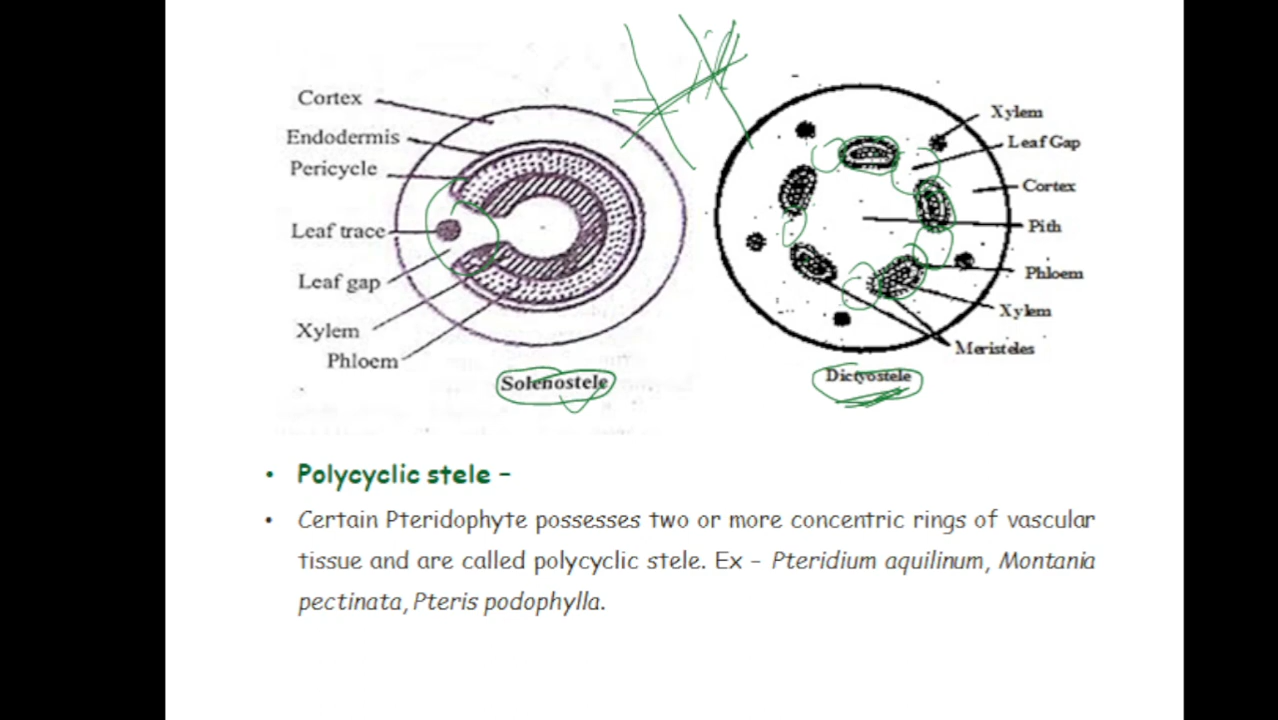 Cortex
Endodermis
Pericycle
Leaf trace
Leaf gap
Xylem
Phloem
Solenostele
Xylem
Leaf Gap
Cortex
Pith
Phloem
Xylem
Meristeles
Dictyostele
• Polycyclic stele –
• Certain Pteridophyte possesses two or more concentric rings of vascular
tissue and are called polycyclic stele. Ex – Pteridium aquilinum, Montania
pectinata, Pteris podophylla.